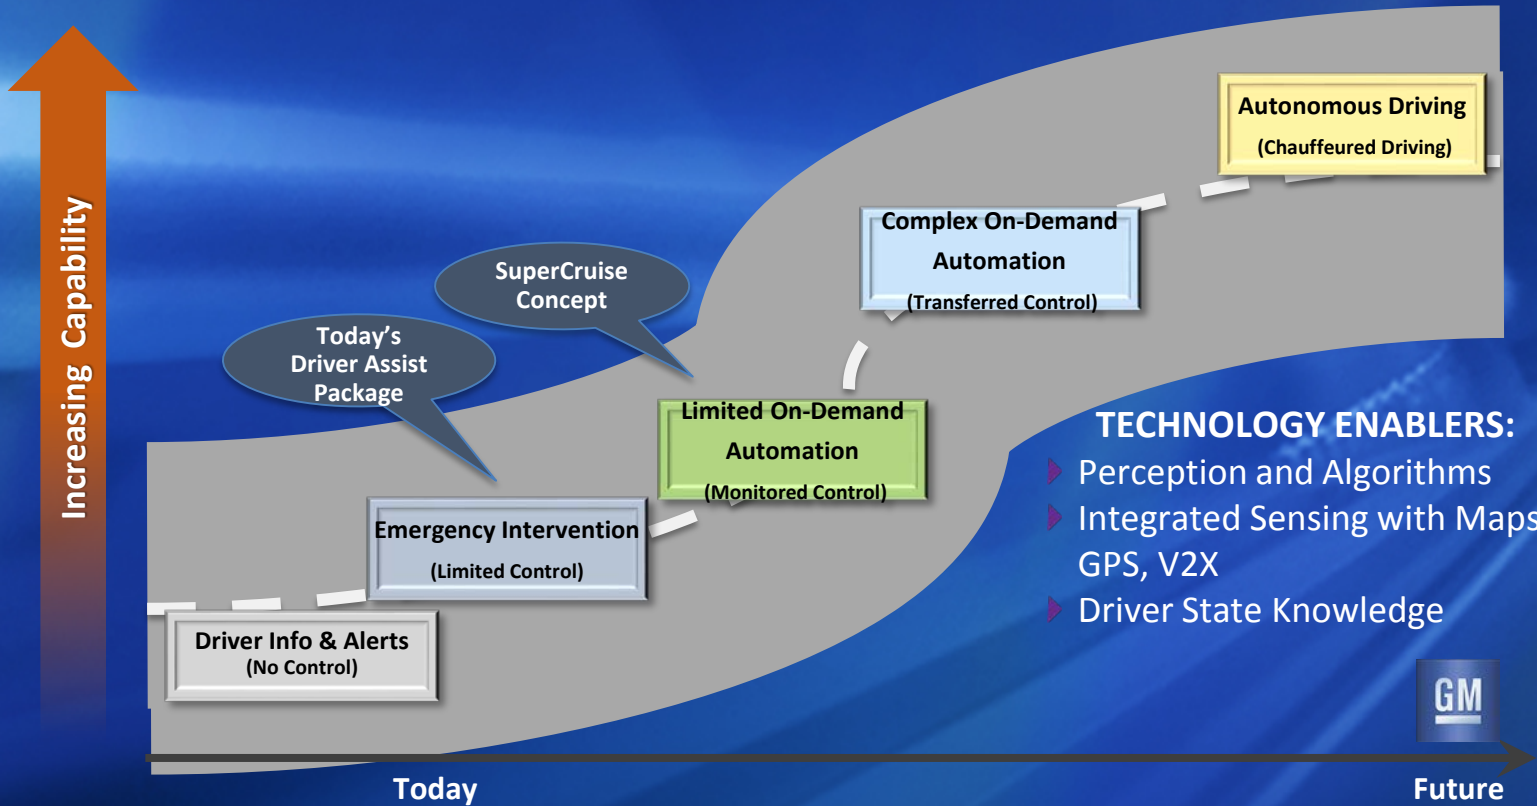 Increasing Capability
Autonomous Driving
(Chauffeured Driving)
Complex On-Demand
Automation
(Transferred Control)
SuperCruise
Concept
Today's
Driver Assist
Package
Limited On-Demand
Automation
(Monitored Control)
Emergency Intervention
(Limited Control)
Driver Info & Alerts
(No Control)
TECHNOLOGY ENABLERS:
Perception and Algorithms
Integrated Sensing with Maps
GPS, V2X
Driver State Knowledge
GM
Today
Future